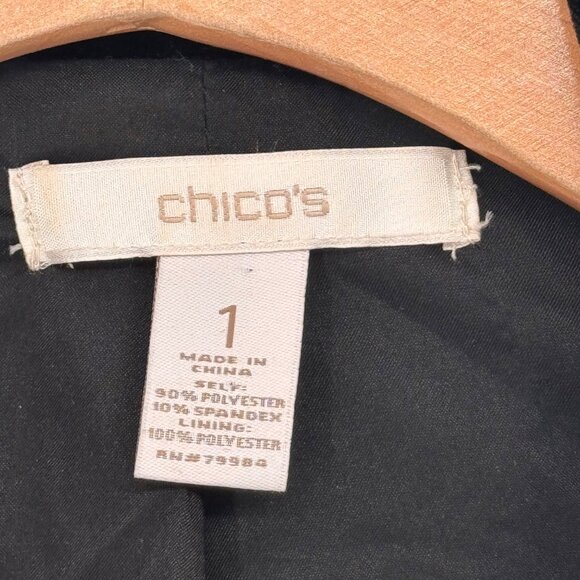 chico's
1
MADE IN
CHINA
SELF:
90% POLYESTER
10% SPANDEX
LINING:
100% POLYESTER
RN#79984